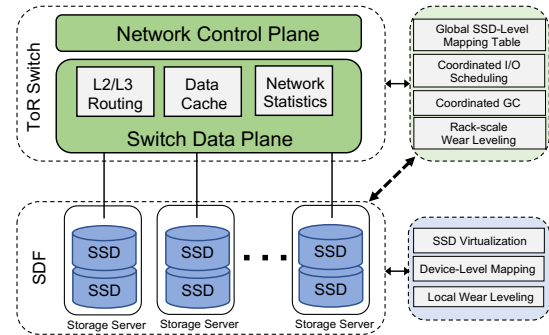 ToR Switch
Network Control Plane
L2/L3
Routing
Data
Cache
Network
Statistics
Switch Data Plane
Global SSD-Level
Mapping Table
Coordinated I/O
Scheduling
Coordinated GC
Rack-scale
Wear Leveling
SDF
SSD
SSD
Storage Server
SSD
SSD
Storage Server
SSD
SSD
Storage Server
SSD Virtualization
Device-Level Mapping
Local Wear Leveling